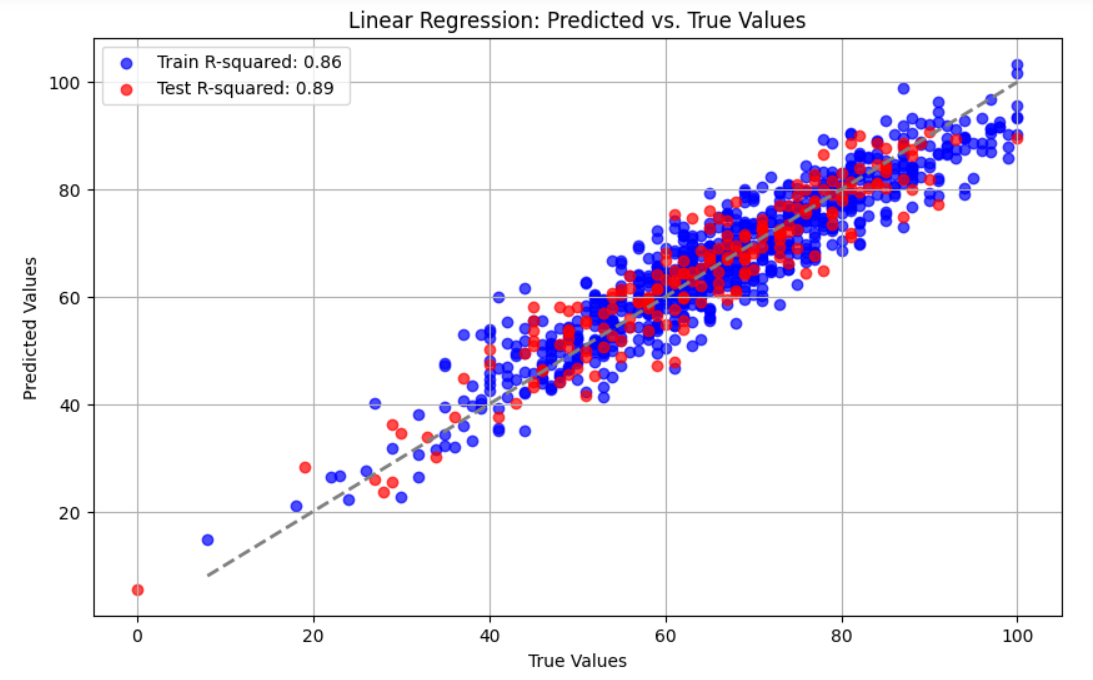 Linear Regression: Predicted vs. True Values
Train R-squared: 0.86
Test R-squared: 0.89
100
80
60
40
20
Predicted Values
0 20 40 60 80 100
True Values